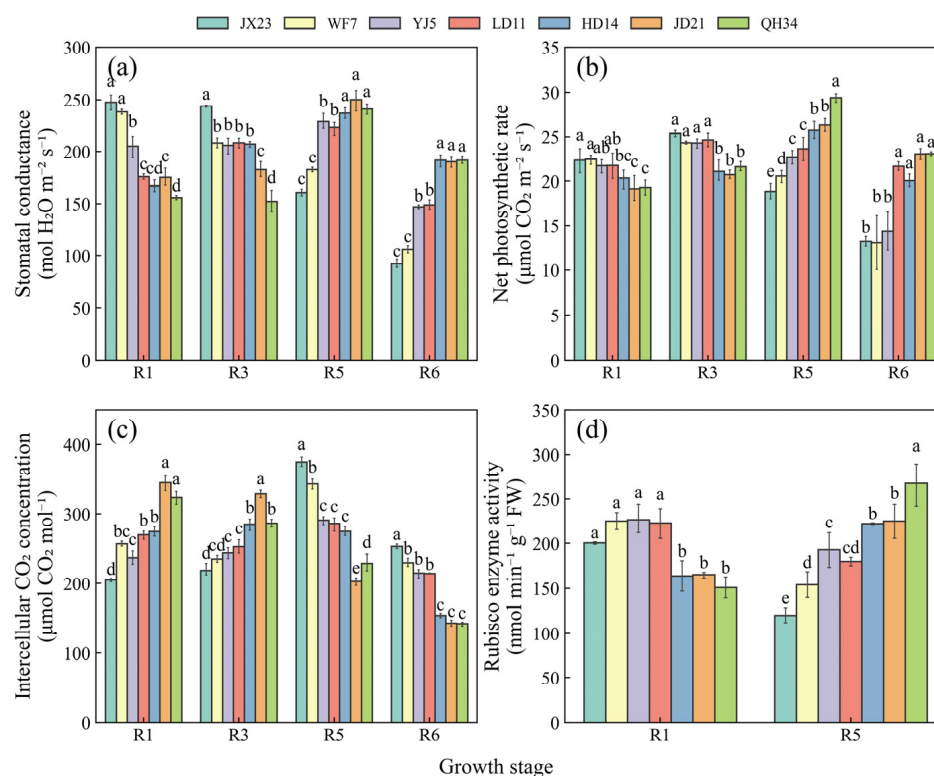 JX23 WF7 YJ5 LD11 HD14 JD21 QH34
(a)
Stomatal conductance
(mol H₂O m⁻² s⁻¹)
300
250
200
150
100
50
0
a a b c cd c d
a b b b b c d
d c b b a a a
c c b b a a a
R1 R3 R5 R6
(b)
Net photosynthetic rate
(μmol CO₂ m⁻² s⁻¹)
35
30
25
20
15
10
5
0
a a ab ab bc c c
a a a a b b b
e d c c b b a
b b b a a a a
R1 R3 R5 R6
(c)
Intercellular CO₂ concentration
(μmol CO₂ mol⁻¹)
400
300
200
100
0
d bc c b b a a
d cd c c b a b
a b c c c e d
a b b b c c c
R1 R3 R5 R6
(d)
Rubisco enzyme activity
(nmol min⁻¹ g⁻¹ FW)
350
300
250
200
150
100
50
0
a a a a b b b
e d c cd b b a
R1 R5
Growth stage